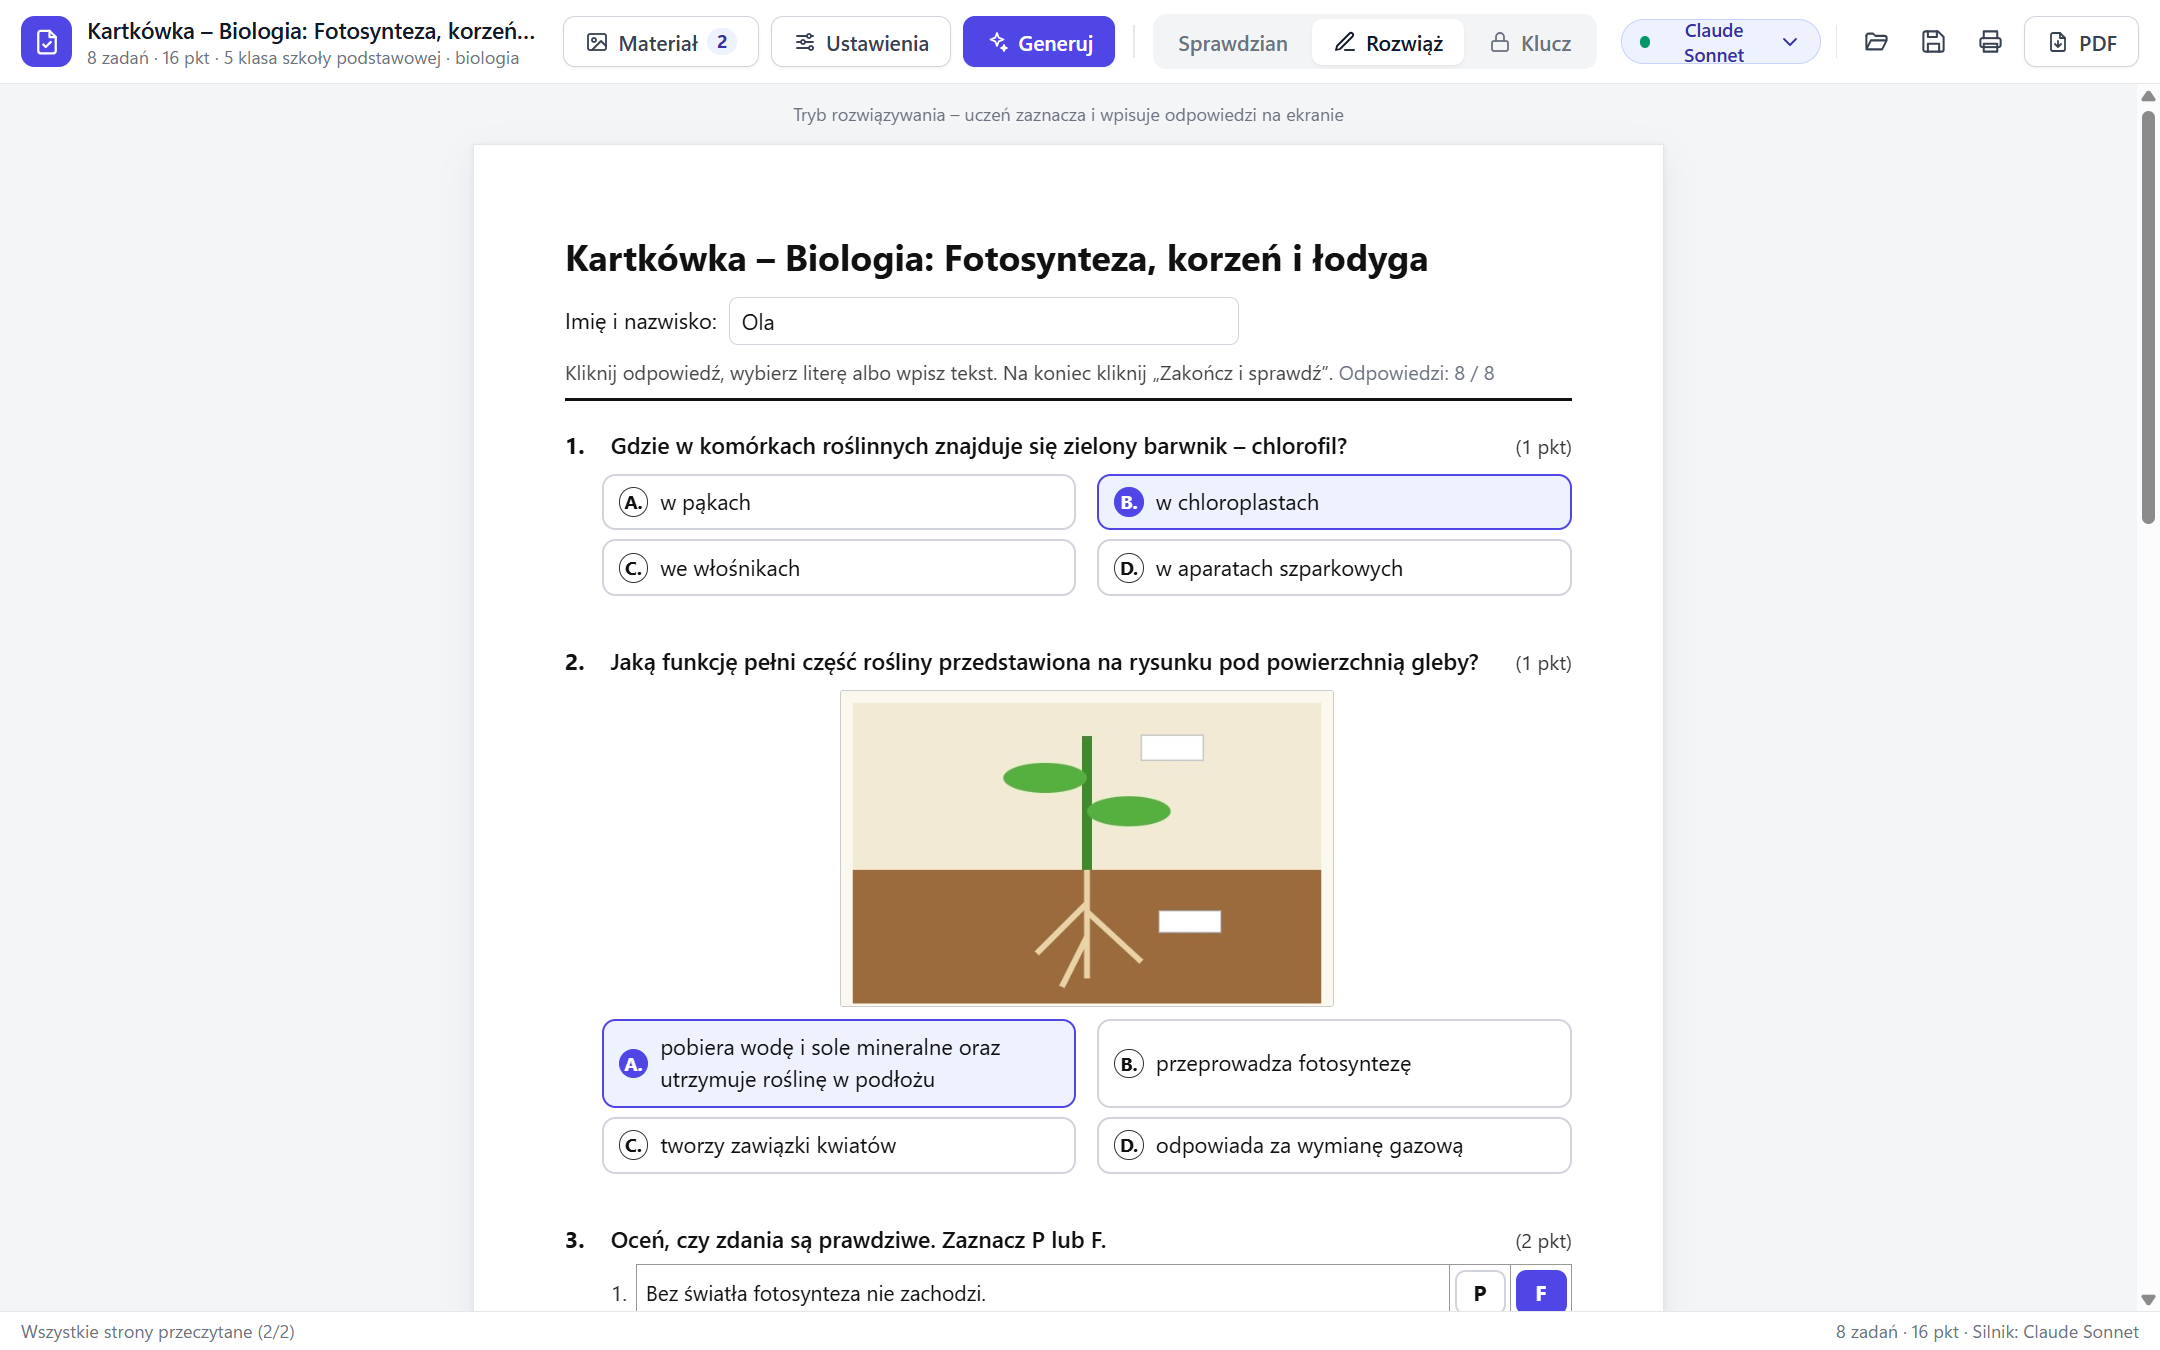 Kartkówka – Biologia: Fotosynteza, korzeń...
8 zadań · 16 pkt · 5 klasa szkoły podstawowej · biologia
Materiał 2
Ustawienia
Generuj
Sprawdzian
Rozwiąż
Klucz
Claude
Sonnet
PDF
Tryb rozwiązywania – uczeń zaznacza i wpisuje odpowiedzi na ekranie
Kartkówka – Biologia: Fotosynteza, korzeń i łodyga
Imię i nazwisko: Ola
Kliknij odpowiedź, wybierz literę albo wpisz tekst. Na koniec kliknij „Zakończ i sprawdź”. Odpowiedzi: 8 / 8
1. Gdzie w komórkach roślinnych znajduje się zielony barwnik – chlorofil? (1 pkt)
A. w pąkach
B. w chloroplastach
C. we włośnikach
D. w aparatach szparkowych
2. Jaką funkcję pełni część rośliny przedstawiona na rysunku pod powierzchnią gleby? (1 pkt)
A. pobiera wodę i sole mineralne oraz
utrzymuje roślinę w podłożu
B. przeprowadza fotosyntezę
C. tworzy zawiązki kwiatów
D. odpowiada za wymianę gazową
3. Oceń, czy zdania są prawdziwe. Zaznacz P lub F. (2 pkt)
1. Bez światła fotosynteza nie zachodzi. P F
Wszystkie strony przeczytane (2/2)
8 zadań · 16 pkt · Silnik: Claude Sonnet